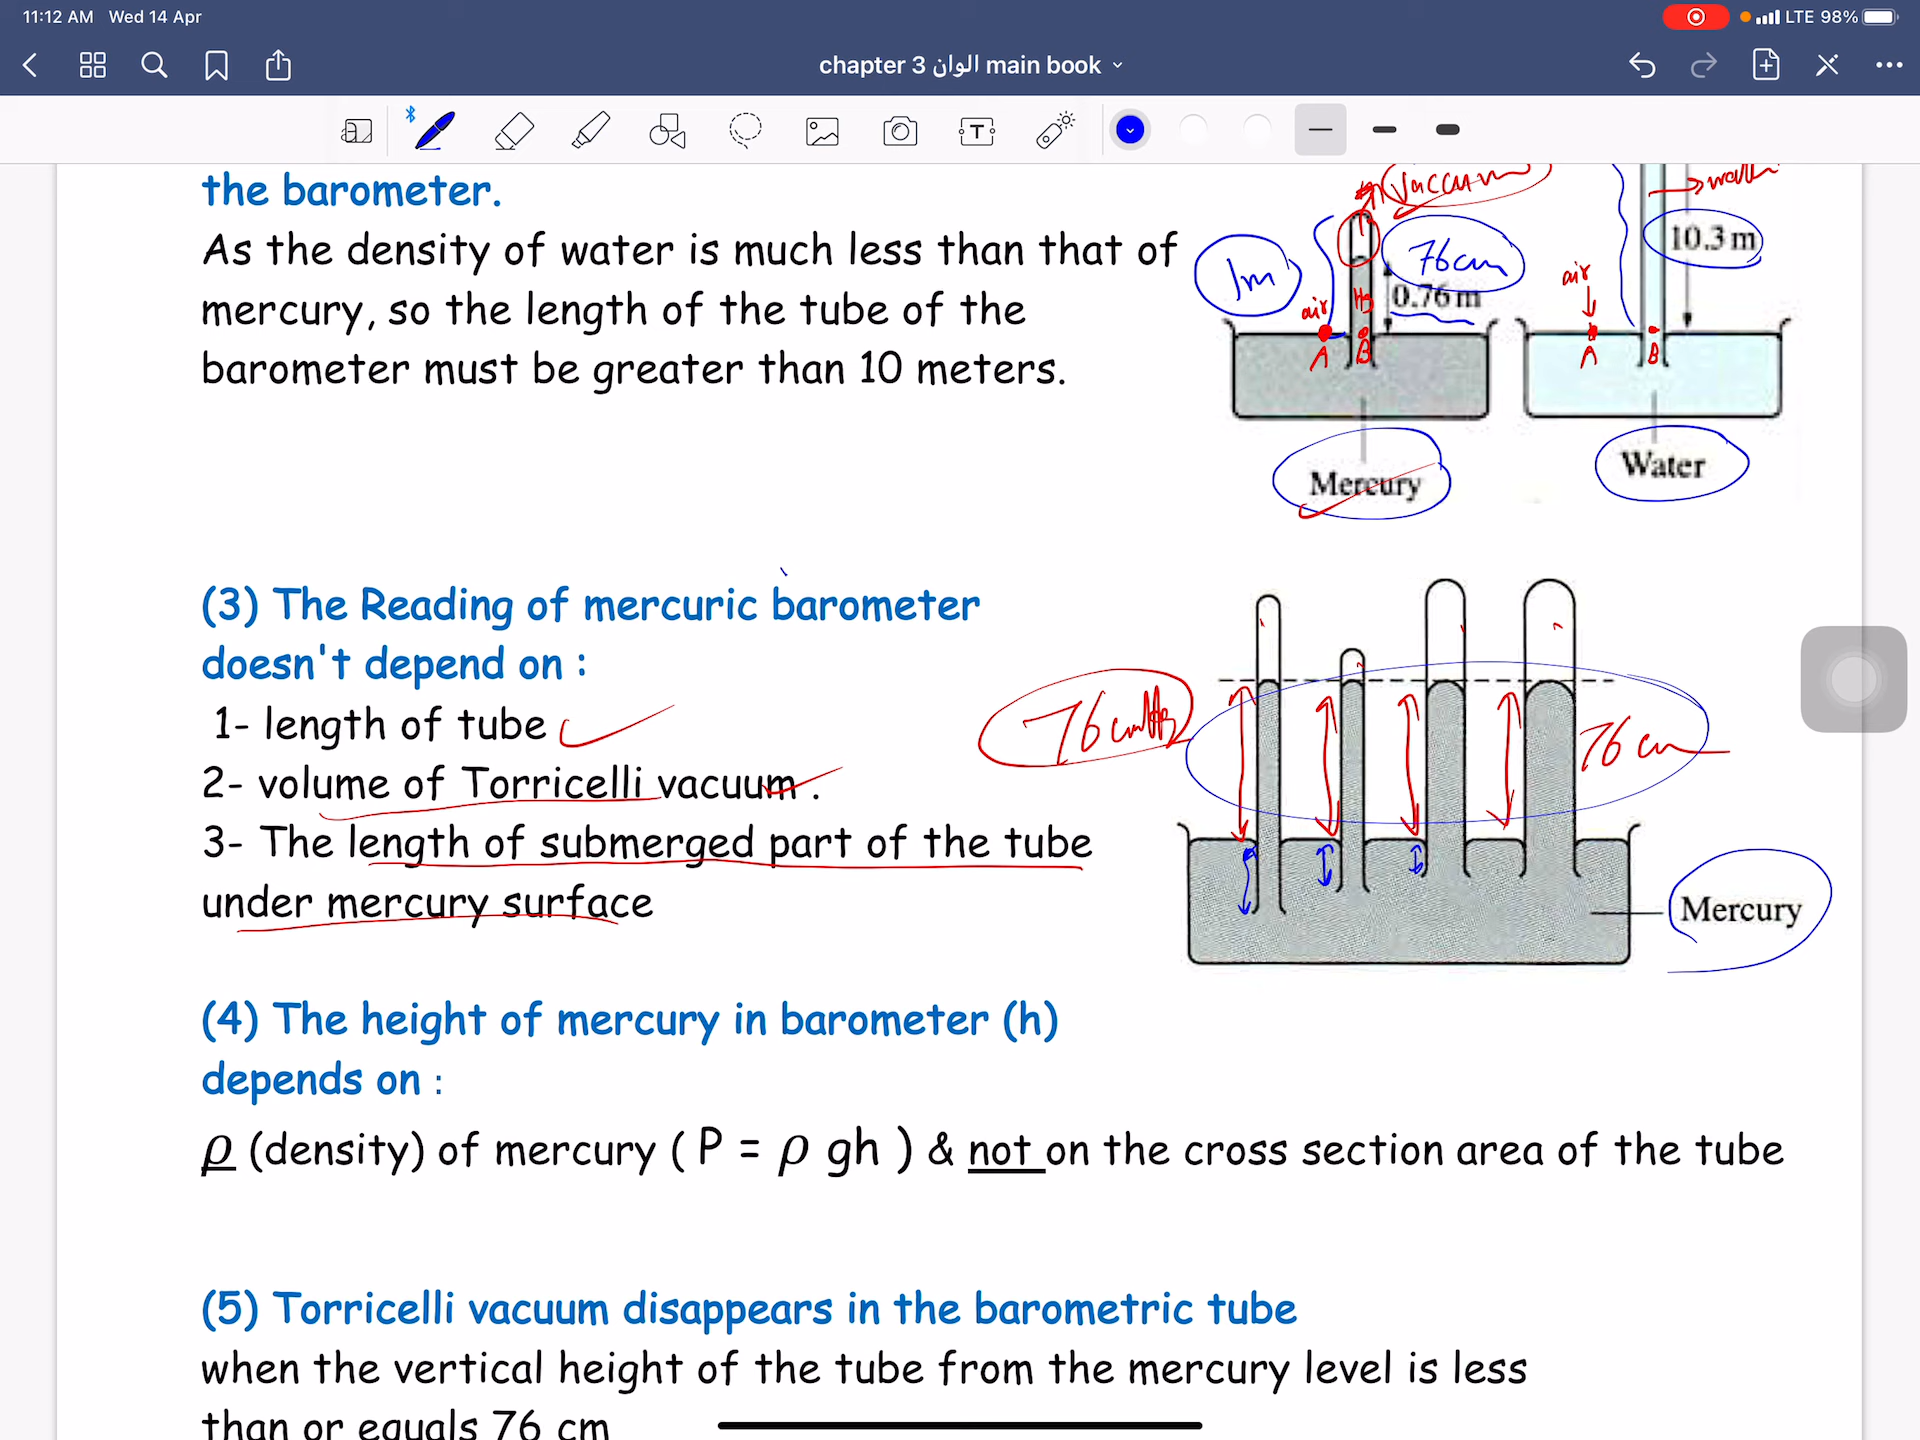 11:12 AM Wed 14 Apr
LTE 98%
chapter 3 الوان main book
T
the barometer.
As the density of water is much less than that of
mercury, so the length of the tube of the
barometer must be greater than 10 meters.
vaccum
1m
76cm
0.76 m
air
Hg
A
B
Mercury
10.3 m
air
A
B
Water
(3) The Reading of mercuric barometer
doesn't depend on :
1- length of tube
2- volume of Torricelli vacuum .
3- The length of submerged part of the tube
under mercury surface
76 cmHg
76 cm
Mercury
(4) The height of mercury in barometer (h)
depends on :
ρ (density) of mercury ( P = ρ gh ) & not on the cross section area of the tube
(5) Torricelli vacuum disappears in the barometric tube
when the vertical height of the tube from the mercury level is less
than or equals 76 cm